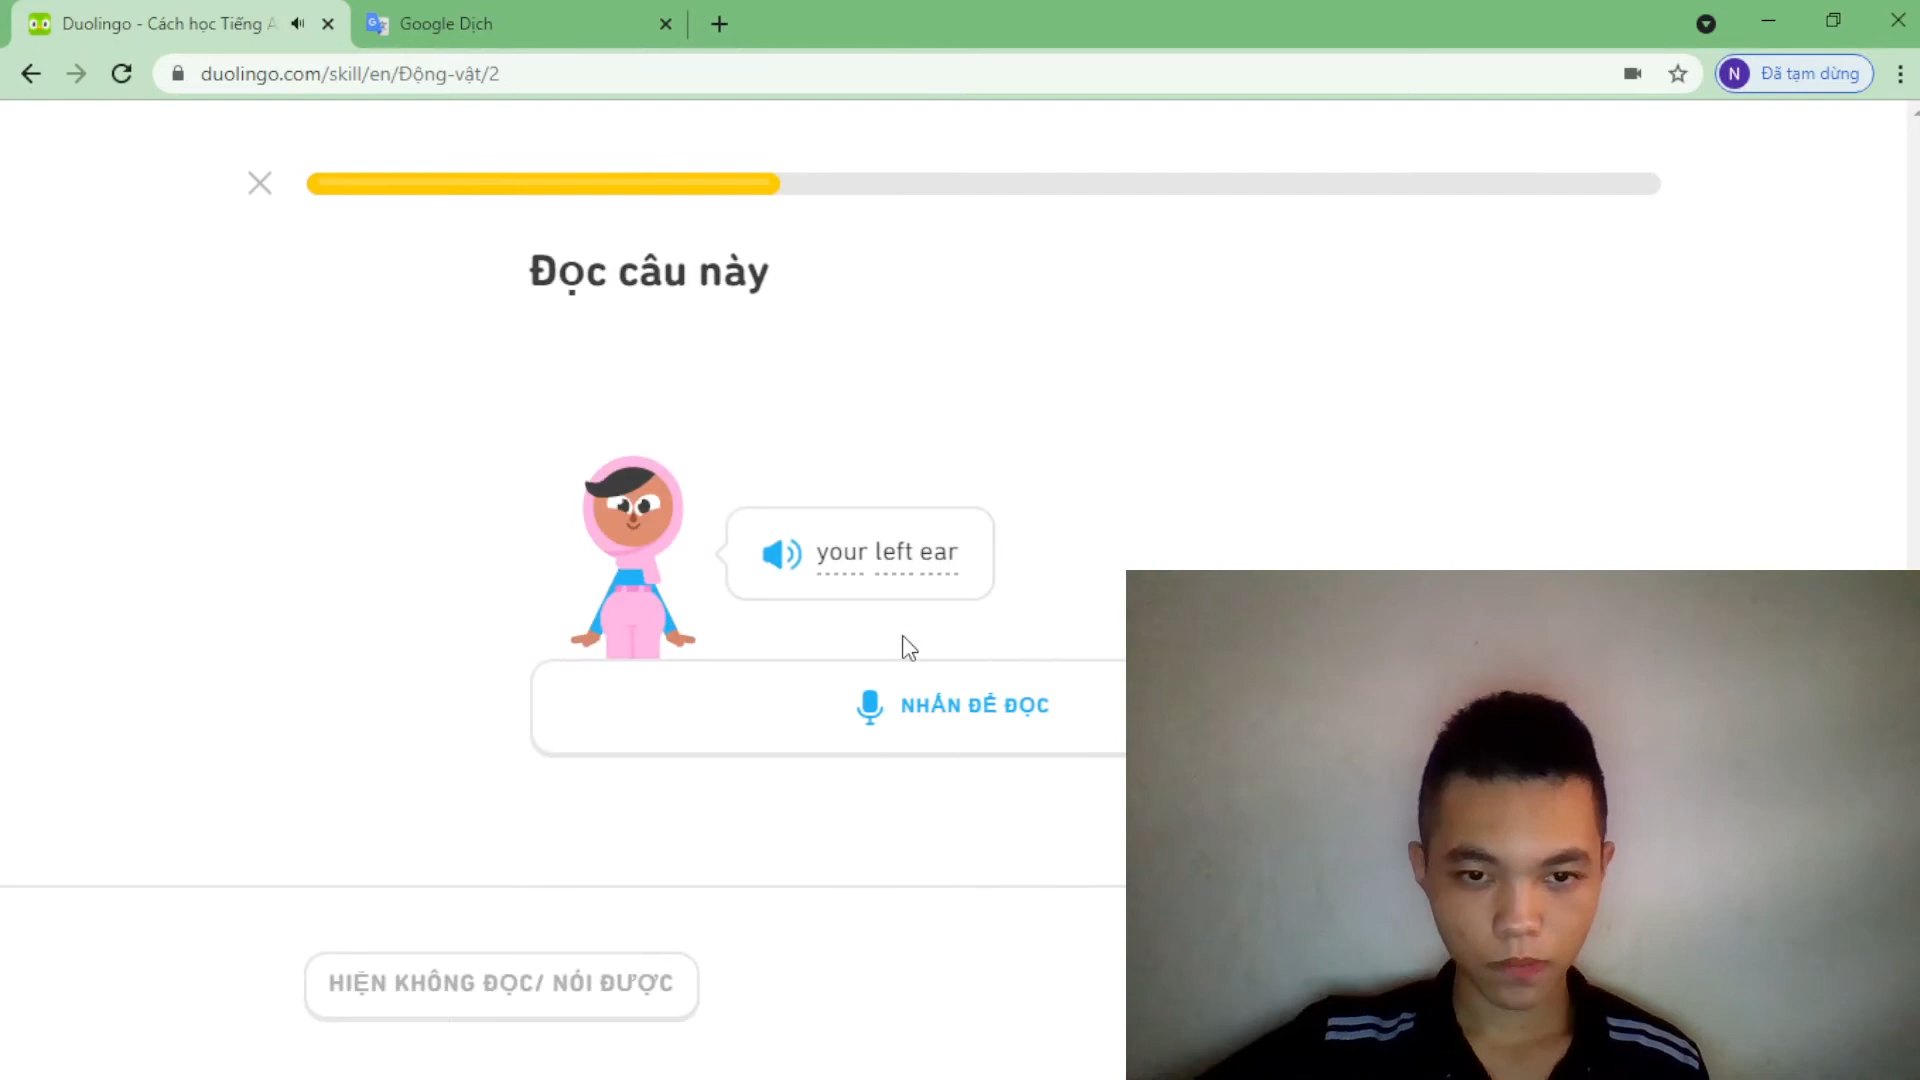 Duolingo - Cách học Tiếng A
Google Dịch
duolingo.com/skill/en/Động-vật/2
N Đã tạm dừng
Đọc câu này
your left ear
NHẤN ĐỂ ĐỌC
HIỆN KHÔNG ĐỌC/ NÓI ĐƯỢC